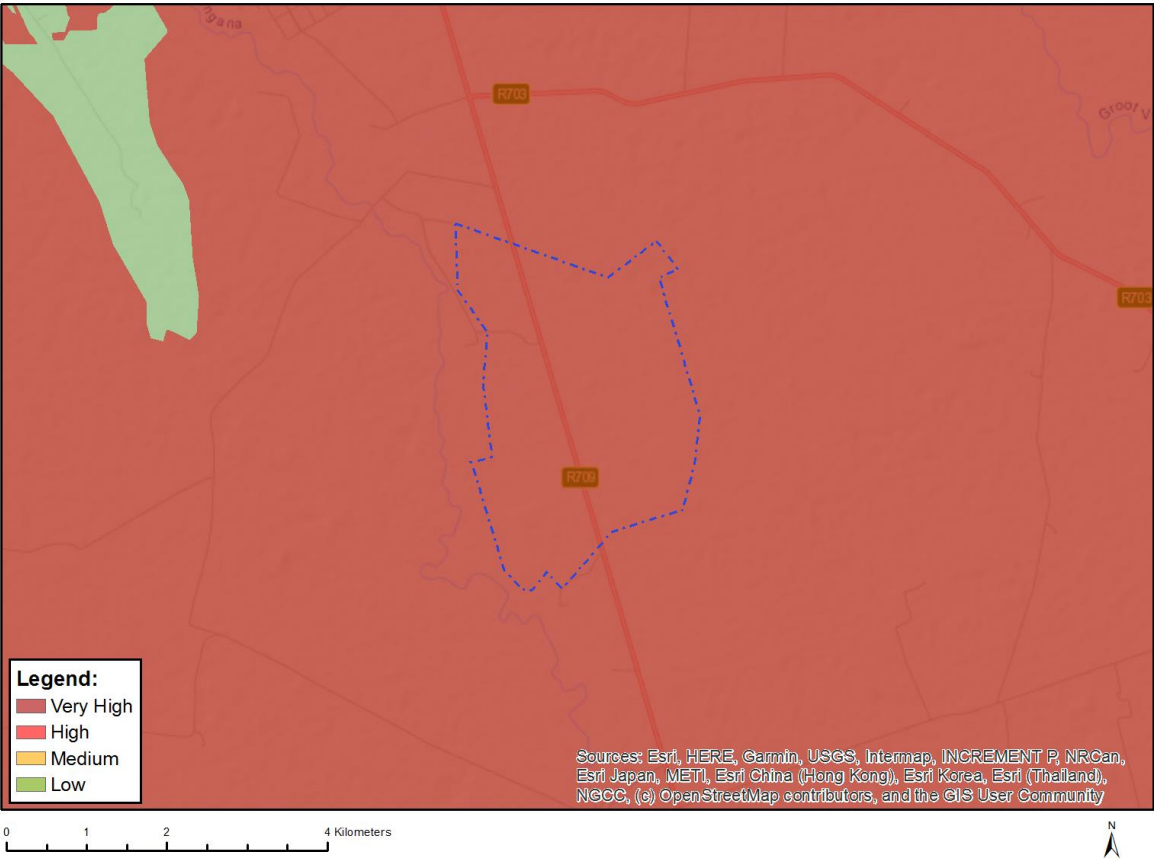 ngana
R703
Groot V
R703
R709
Legend:
Very High
High
Medium
Low
Sources: Esri, HERE, Garmin, USGS, Intermap, INCREMENT P, NRCan,
Esri Japan, METI, Esri China (Hong Kong), Esri Korea, Esri (Thailand),
NGCC, (c) OpenStreetMap contributors, and the GIS User Community
0 1 2 4 Kilometers
N